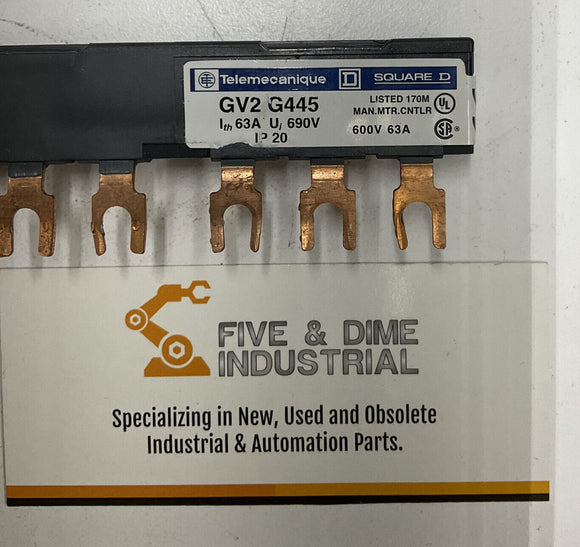 Telemecanique SQUARE D
GV2 G445 LISTED 170M
Ith 63A Ui 690V MAN.MTR.CNTLR
IP 20 600V 63A
FIVE & DIME
INDUSTRIAL
Specializing in New, Used and Obsolete
Industrial & Automation Parts.